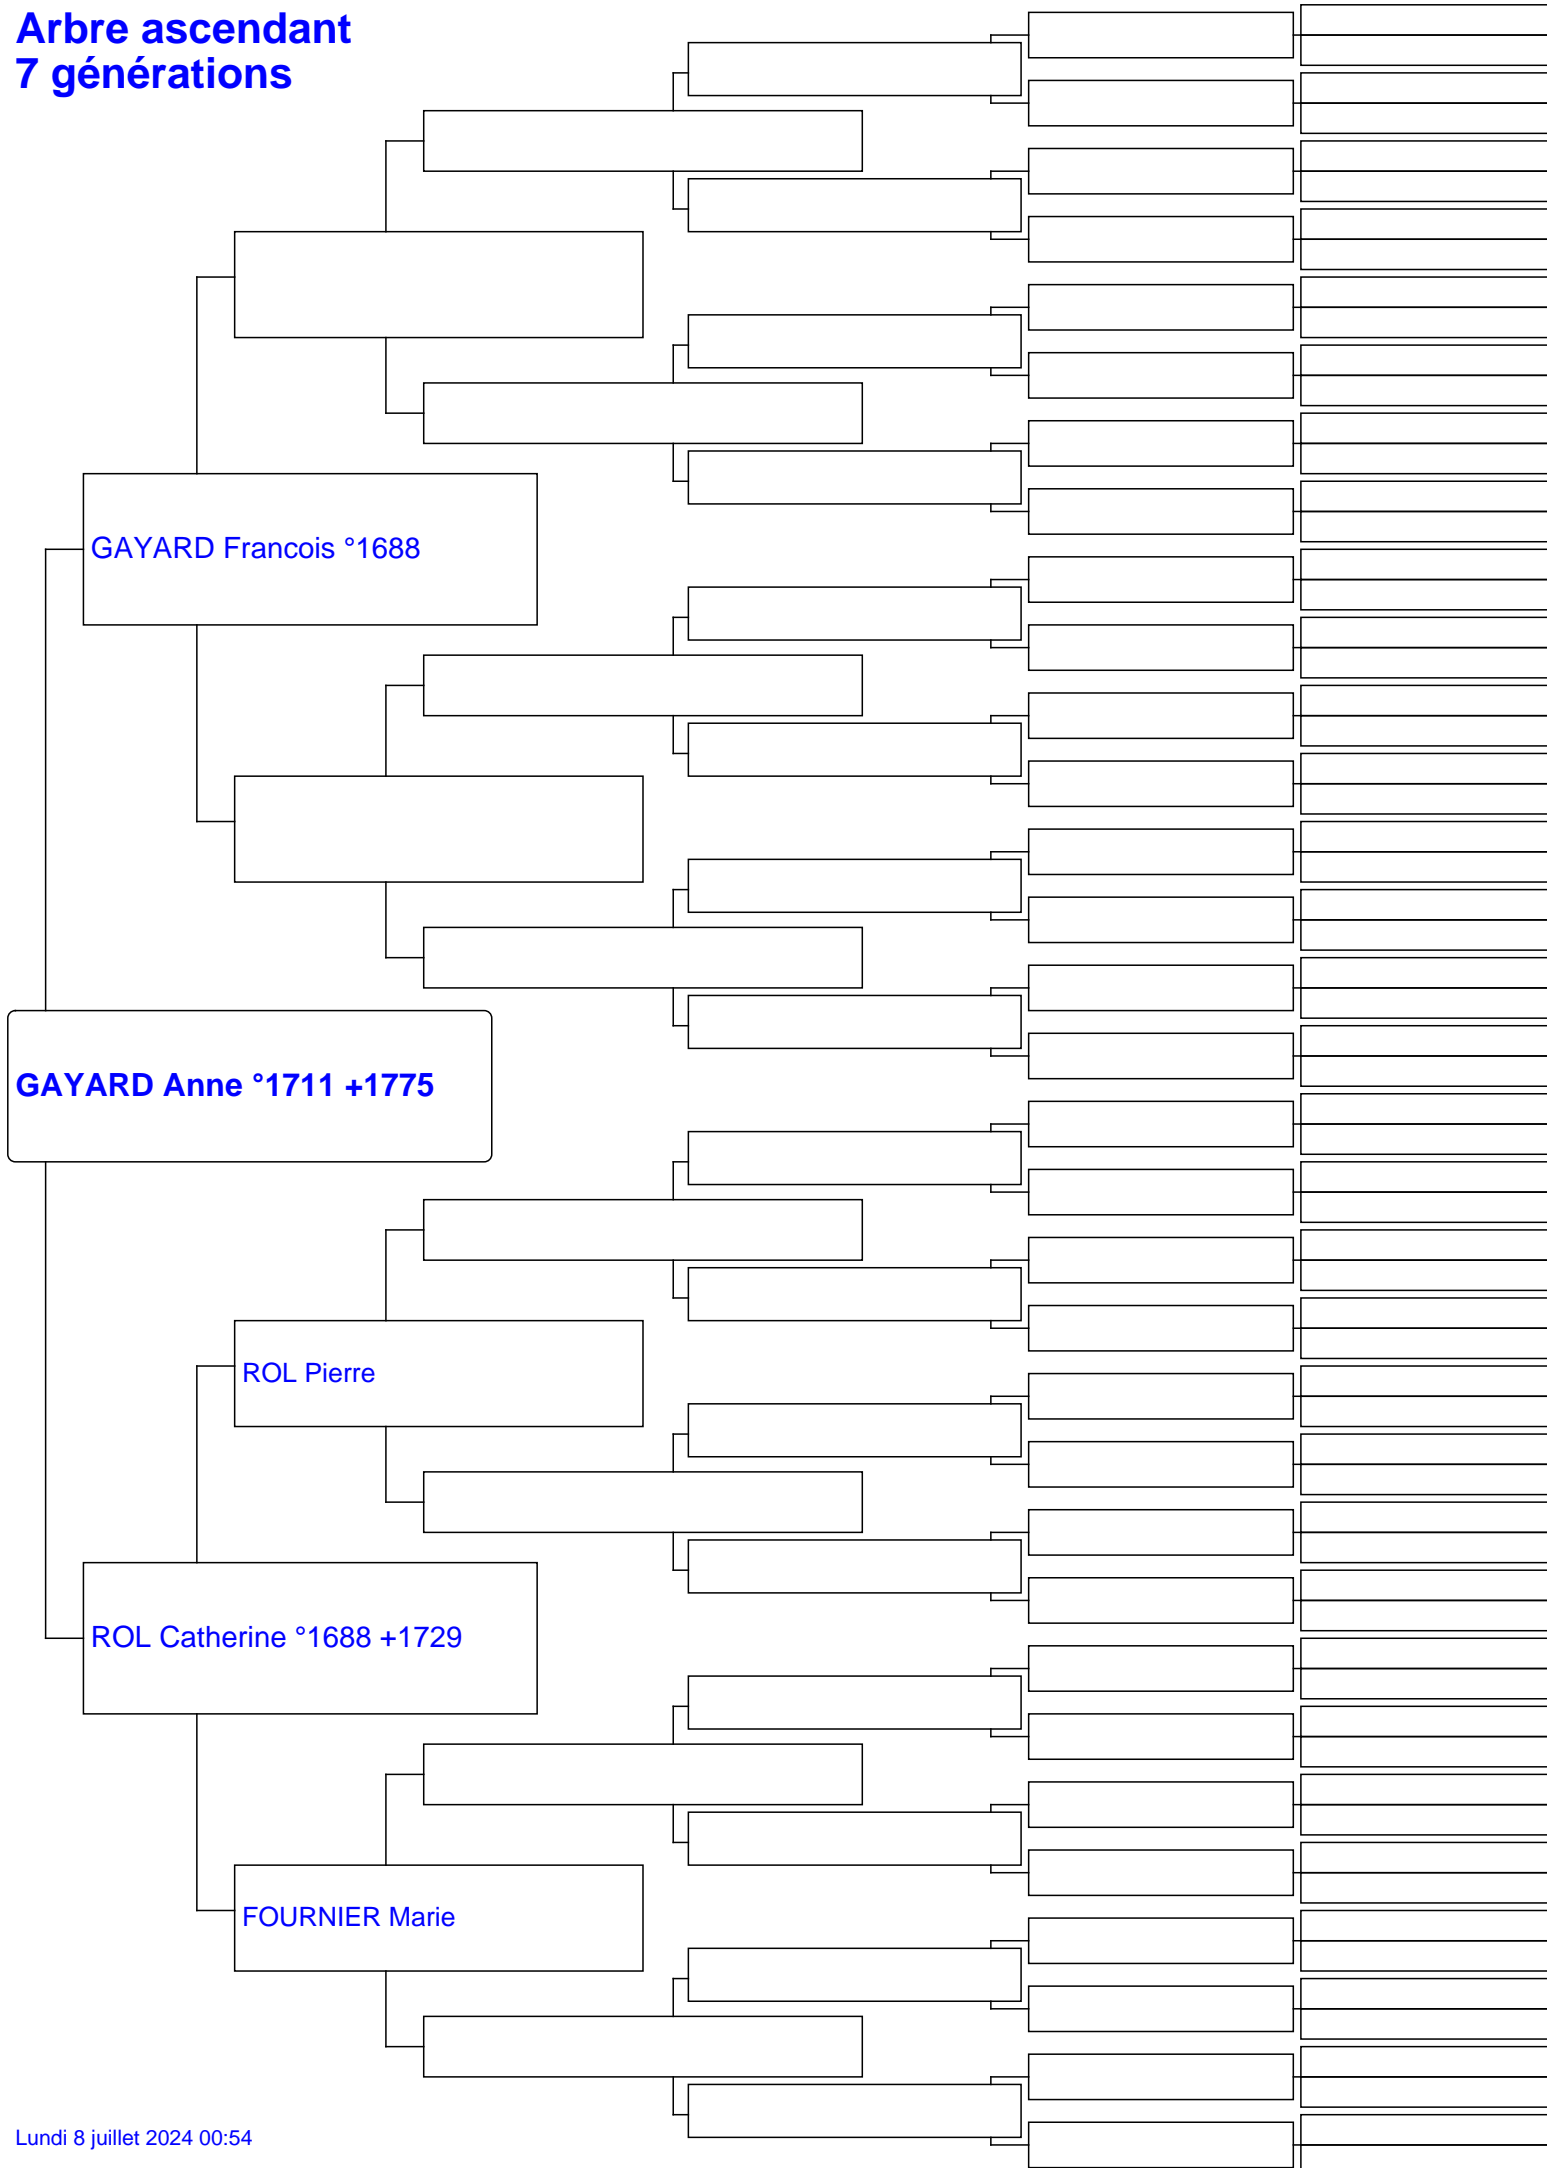 Arbre ascendant
7 générations
GAYARD Francois °1688
GAYARD Anne °1711 +1775
ROL Pierre
ROL Catherine °1688 +1729
FOURNIER Marie
Lundi 8 juillet 2024 00:54